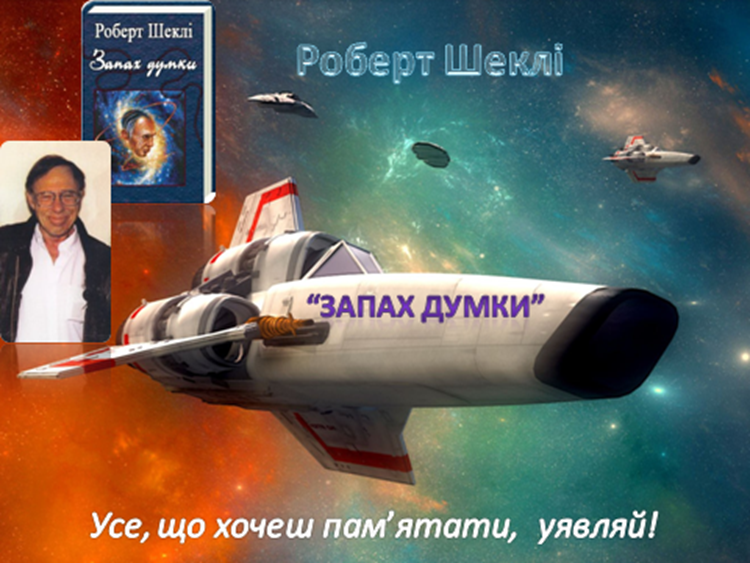 Роберт Шеклі
Запах думки
Роберт Шеклі
“ЗАПАХ ДУМКИ”
Усе, що хочеш пам’ятати, уявляй!